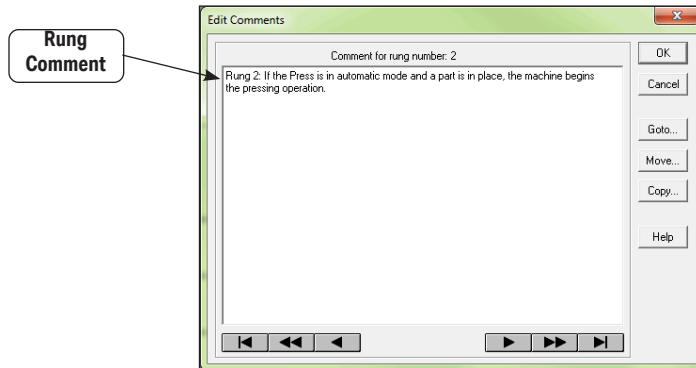 Edit Comments
Rung
Comment
Comment for rung number: 2
Rung 2: If the Press is in automatic mode and a part is in place, the machine begins
the pressing operation.
OK
Cancel
Goto...
Move...
Copy...
Help